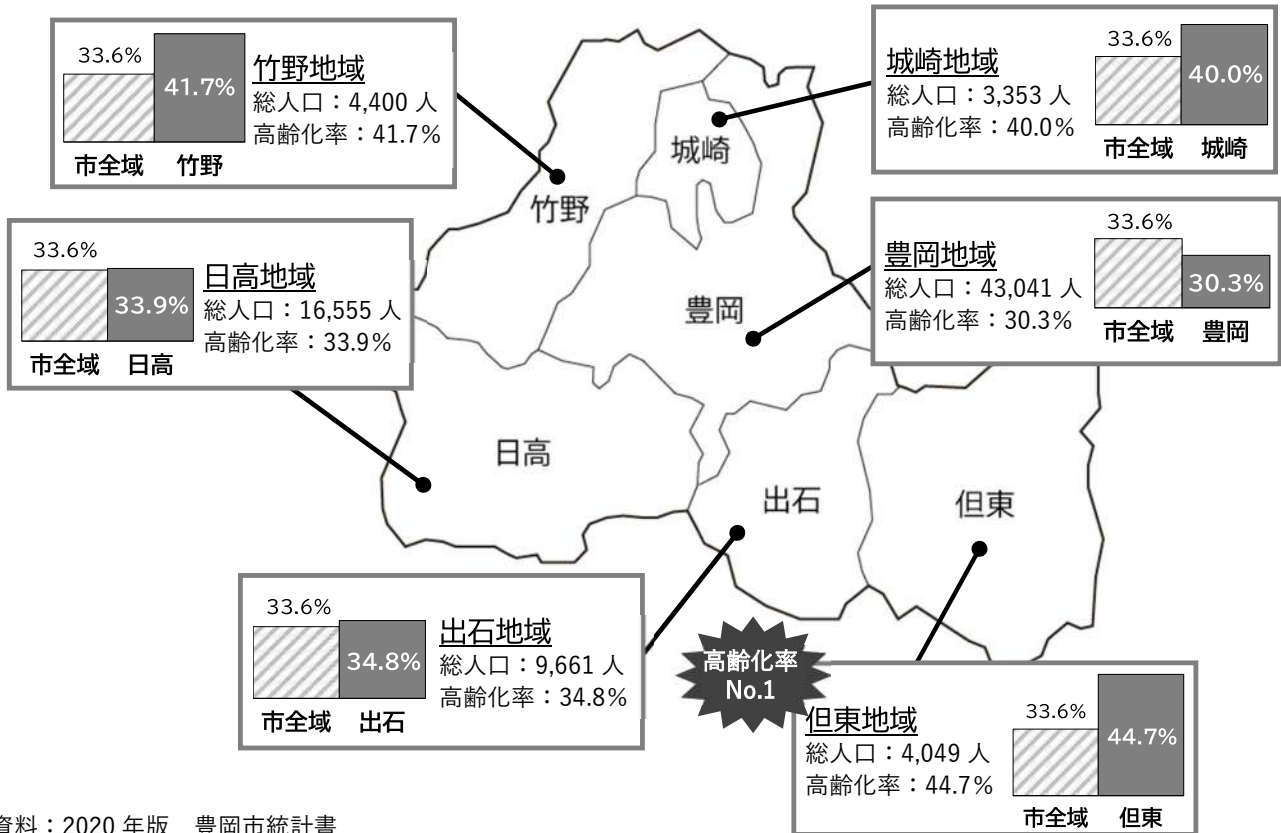 33.6%
41.7%
市全域 竹野
竹野地域
総人口：4,400 人
高齢化率：41.7%
33.6%
40.0%
市全域 城崎
城崎地域
総人口：3,353 人
高齢化率：40.0%
城崎
竹野
33.6%
33.9%
市全域 日高
日高地域
総人口：16,555 人
高齢化率：33.9%
豊岡地域
総人口：43,041 人
高齢化率：30.3%
33.6%
30.3%
市全域 豊岡
豊岡
日高
出石
但東
33.6%
34.8%
市全域 出石
出石地域
総人口：9,661 人
高齢化率：34.8%
高齢化率
No.1
但東地域
総人口：4,049 人
高齢化率：44.7%
33.6%
44.7%
市全域 但東
資料：2020 年版 豊岡市統計書